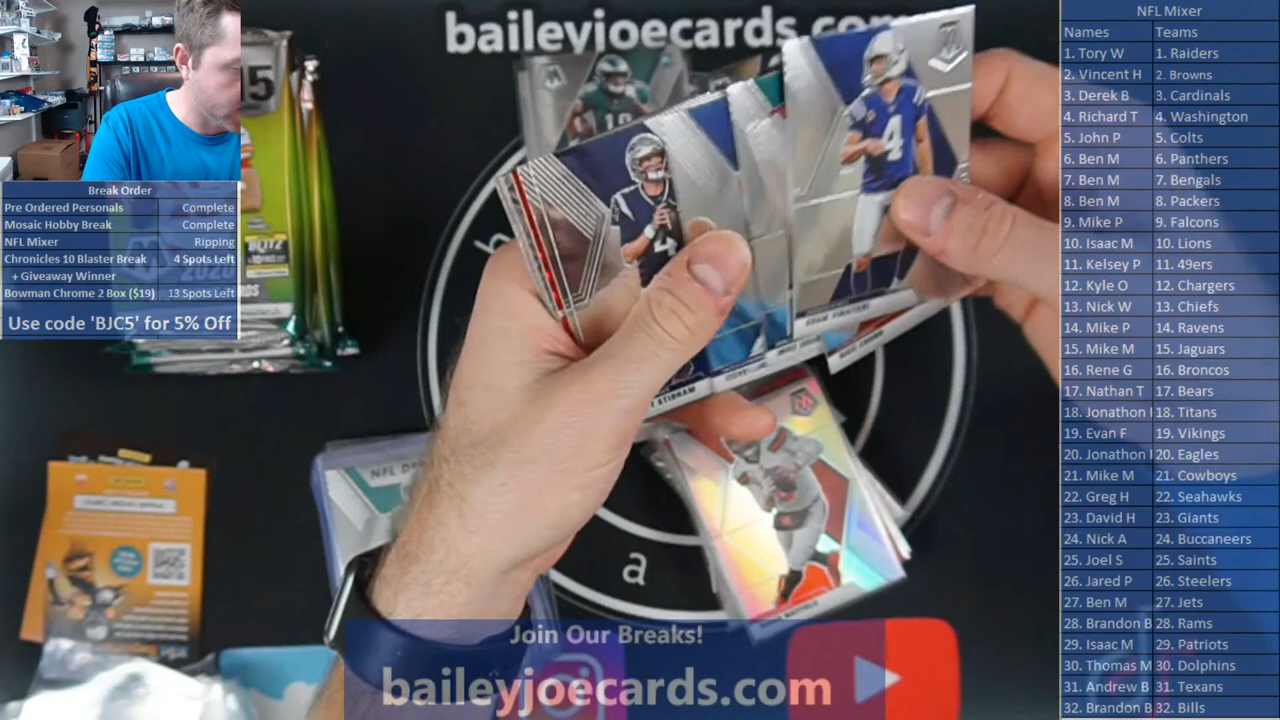 baileyjoecards.com
Break Order
Pre Ordered Personals Complete
Mosaic Hobby Break Complete
NFL Mixer Ripping
Chronicles 10 Blaster Break 4 Spots Left
+ Giveaway Winner
Bowman Chrome 2 Box ($19) 13 Spots Left
Use code 'BJC5' for 5% Off
NFL Mixer
Names Teams
1. Tory W 1. Raiders
2. Vincent H 2. Browns
3. Derek B 3. Cardinals
4. Richard T 4. Washington
5. John P 5. Colts
6. Ben M 6. Panthers
7. Ben M 7. Bengals
8. Ben M 8. Packers
9. Mike P 9. Falcons
10. Isaac M 10. Lions
11. Kelsey P 11. 49ers
12. Kyle O 12. Chargers
13. Nick W 13. Chiefs
14. Mike P 14. Ravens
15. Mike M 15. Jaguars
16. Rene G 16. Broncos
17. Nathan T 17. Bears
18. Jonathon 18. Titans
19. Evan F 19. Vikings
20. Jonathon 20. Eagles
21. Mike M 21. Cowboys
22. Greg H 22. Seahawks
23. David H 23. Giants
24. Nick A 24. Buccaneers
25. Joel S 25. Saints
26. Jared P 26. Steelers
27. Ben M 27. Jets
28. Brandon B 28. Rams
29. Isaac M 29. Patriots
30. Thomas M 30. Dolphins
31. Andrew B 31. Texans
32. Brandon B 32. Bills
4
4
STIDHAM
NFL
a
Join Our Breaks!
baileyjoecards.com